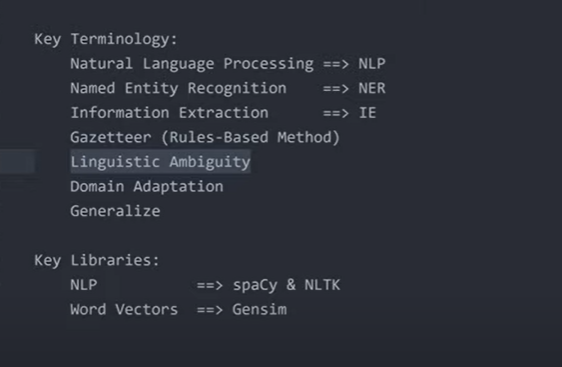 Key Terminology:
Natural Language Processing ==> NLP
Named Entity Recognition ==> NER
Information Extraction ==> IE
Gazetteer (Rules-Based Method)
Linguistic Ambiguity
Domain Adaptation
Generalize
Key Libraries:
NLP ==> spaCy & NLTK
Word Vectors ==> Gensim